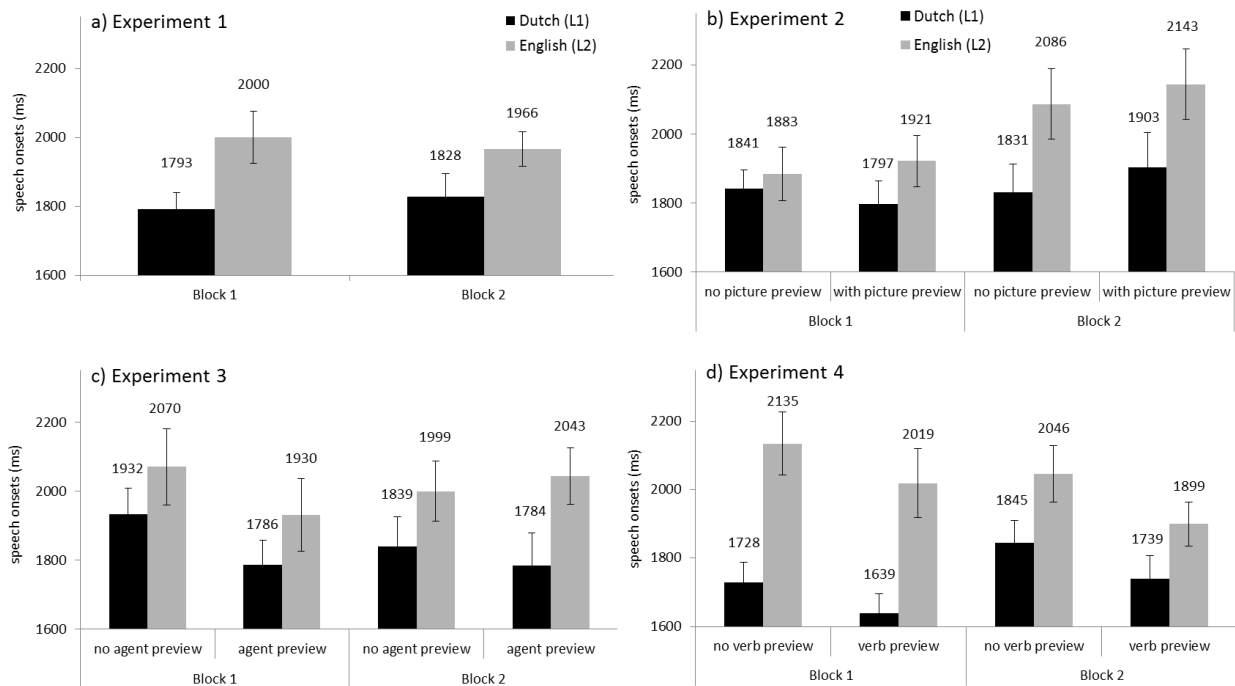 a) Experiment 1
Dutch (L1)
English (L2)
speech onsets (ms)
2200
2000
1800
1600
1793
2000
1828
1966
Block 1
Block 2
b) Experiment 2
Dutch (L1)
English (L2)
speech onsets (ms)
2200
2000
1800
1600
1841
1883
1797
1921
1831
2086
1903
2143
no picture preview
with picture preview
no picture preview
with picture preview
Block 1
Block 2
c) Experiment 3
speech onsets (ms)
2200
2000
1800
1600
1932
2070
1786
1930
1839
1999
1784
2043
no agent preview
agent preview
no agent preview
agent preview
Block 1
Block 2
d) Experiment 4
speech onsets (ms)
2200
2000
1800
1600
1728
2135
1639
2019
1845
2046
1739
1899
no verb preview
verb preview
no verb preview
verb preview
Block 1
Block 2